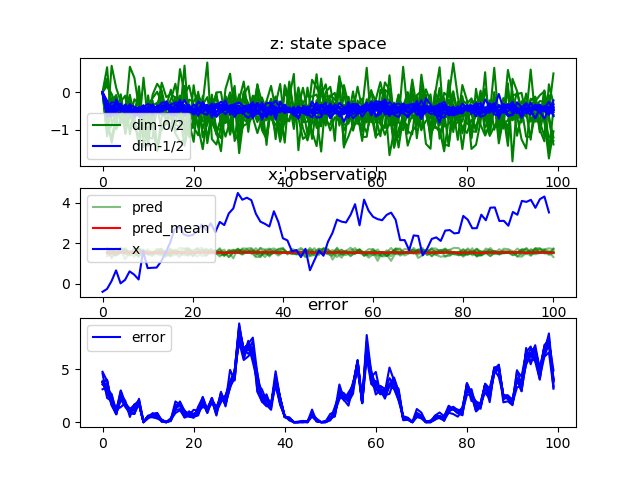 z: state space
0
−1
dim-0/2
dim-1/2
0 20 40 60 80 100
x: observation
4
2
0
pred
pred_mean
x
0 20 40 60 80 100
error
5
0
error
0 20 40 60 80 100